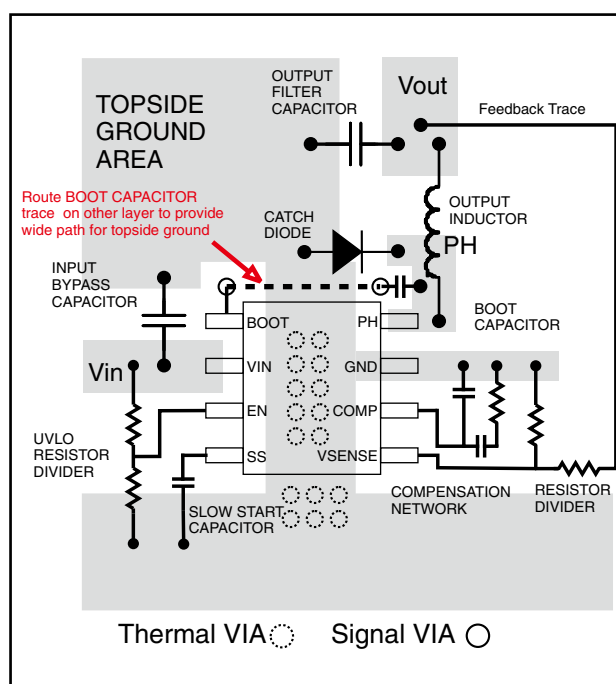 OUTPUT
FILTER
CAPACITOR
Vout
TOPSIDE
GROUND
AREA
Feedback Trace
Route BOOT CAPACITOR
trace on other layer to provide
wide path for topside ground
OUTPUT
INDUCTOR
CATCH
DIODE
PH
INPUT
BYPASS
CAPACITOR
BOOT
CAPACITOR
BOOT
PH
Vin
VIN
GND
EN
COMP
UVLO
RESISTOR
DIVIDER
SS
VSENSE
SLOW START
CAPACITOR
COMPENSATION
NETWORK
RESISTOR
DIVIDER
Thermal VIA
Signal VIA